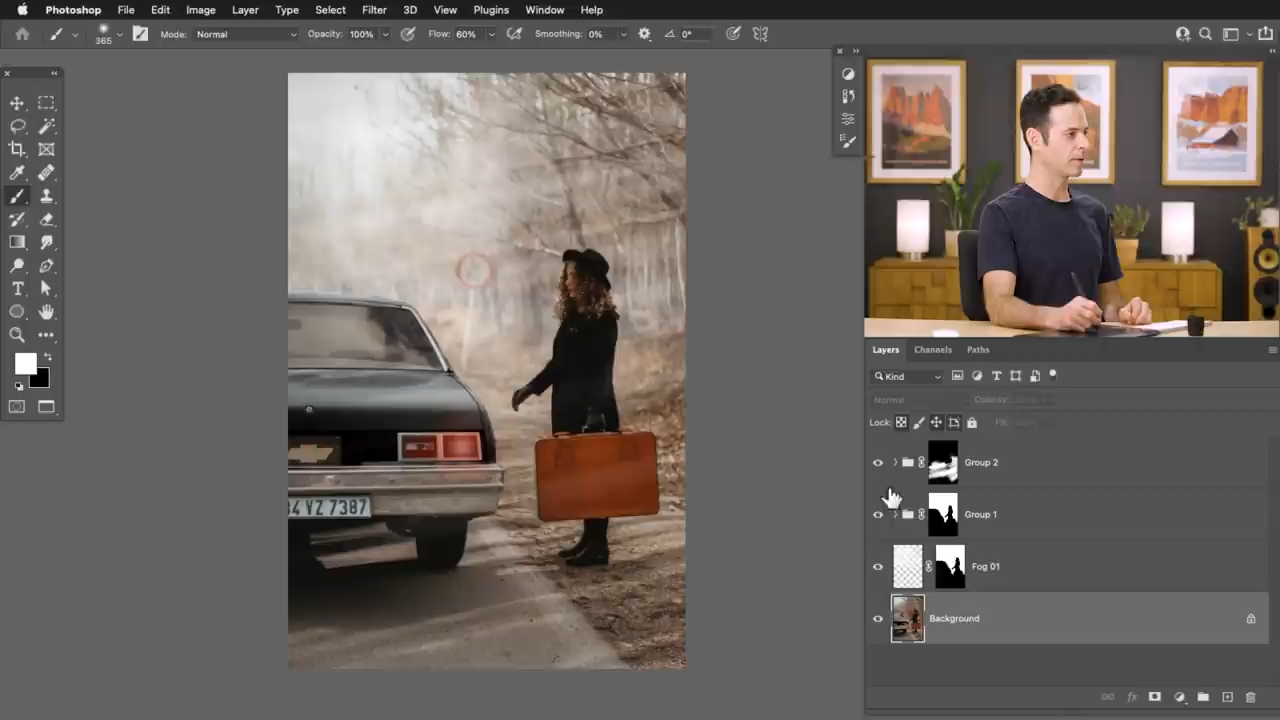 Photoshop File Edit Image Layer Type Select Filter 3D View Plugins Window Help
365 Mode: Normal Opacity: 100% Flow: 60% Smoothing: 0% 0°
Layers Channels Paths
Kind
Normal Opacity:
Lock: Fill:
Group 2
Group 1
Fog 01
Background
34 VZ 7387